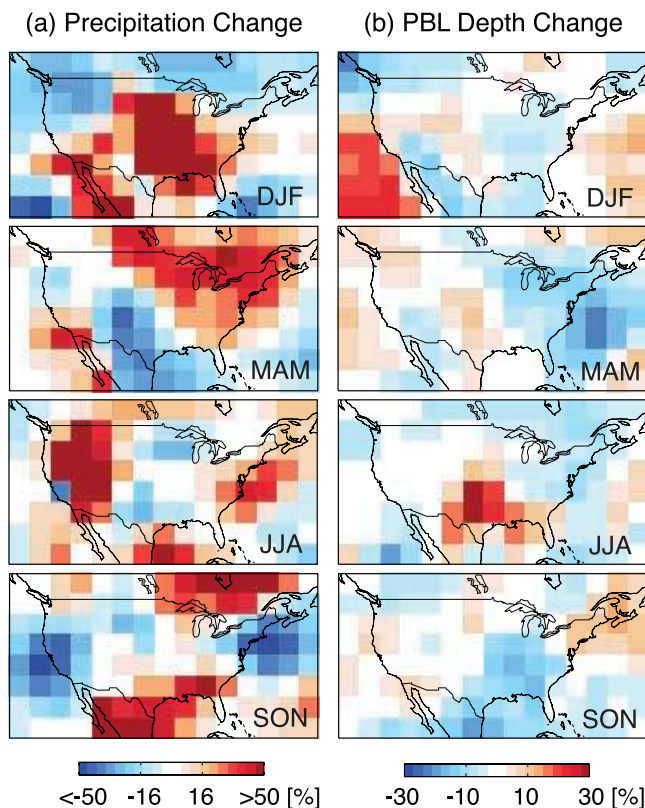 (a) Precipitation Change
(b) PBL Depth Change
DJF
DJF
MAM
MAM
JJA
JJA
SON
SON
<-50 -16 16 >50 [%]
-30 -10 10 30 [%]